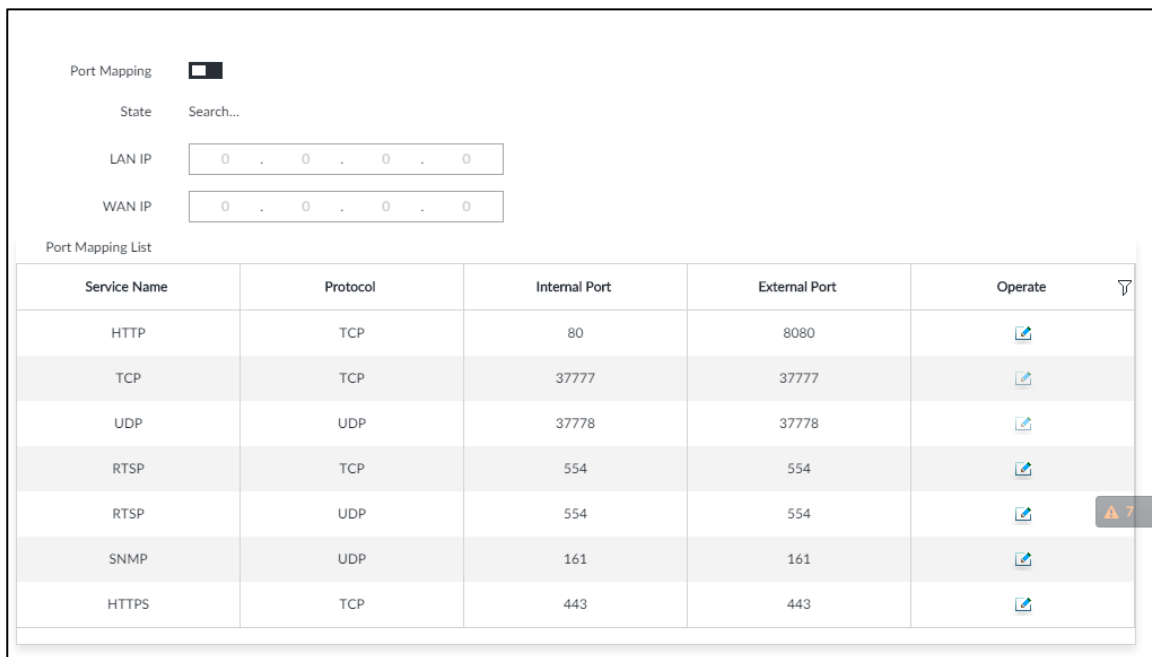 Port Mapping
State Search...
LAN IP 0 . 0 . 0 . 0
WAN IP 0 . 0 . 0 . 0
Port Mapping List
Service Name Protocol Internal Port External Port Operate
HTTP TCP 80 8080
TCP TCP 37777 37777
UDP UDP 37778 37778
RTSP TCP 554 554
RTSP UDP 554 554
7
SNMP UDP 161 161
HTTPS TCP 443 443